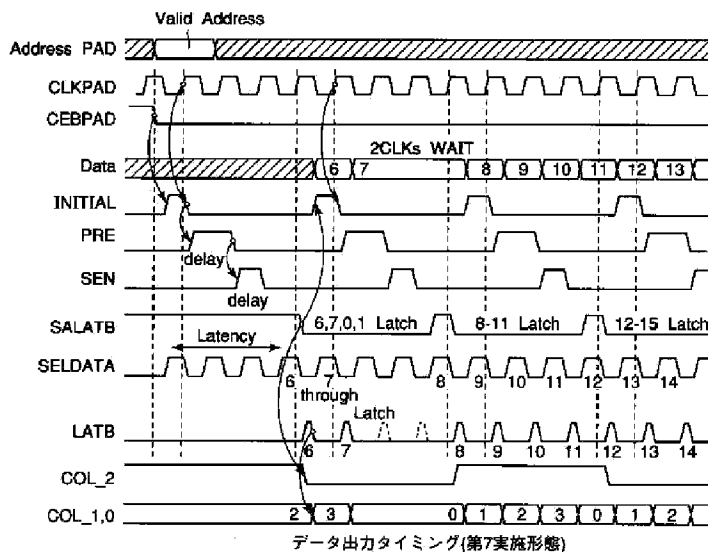 Valid Address
Address PAD
CLKPAD
CEBPAD
2CLKs WAIT
Data 6 7 8 9 10 11 12 13
INITIAL
PRE
delay
SEN
delay
SALATB 6,7,0,1 Latch 8-11 Latch 12-15 Latch
Latency
SELDATA 6 7 8 9 10 11 12 13 14
through
Latch
LATB 6 7 8 9 10 11 12 13 14
COL_2
COL_1,0 2 3 0 1 2 3 0 1 2
データ出力タイミング(第7実施形態)